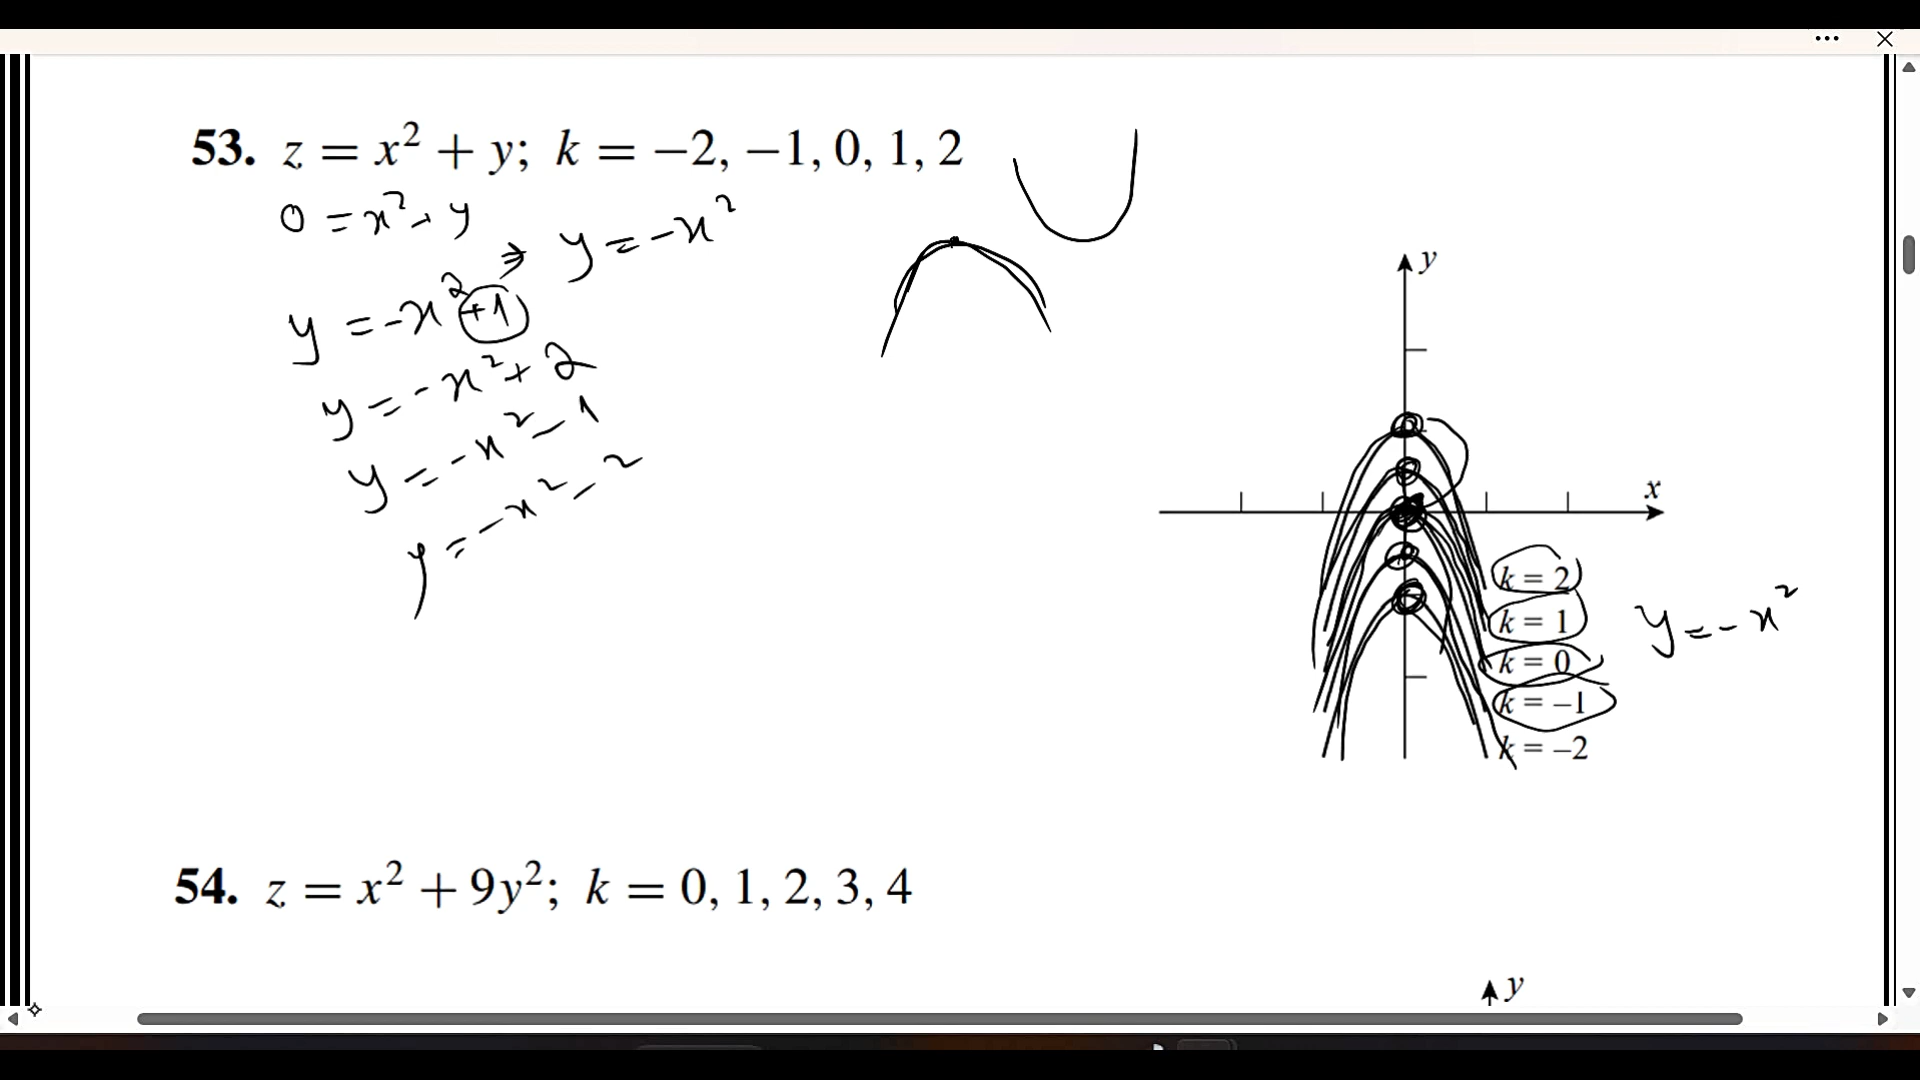 53. z = x² + y; k = −2, −1, 0, 1, 2
0 = x² + y
⇒ y = −x²
y = −x² +1
y = −x² + 2
y = −x² − 1
y = −x² − 2
y
x
k = 2
k = 1
k = 0
k = −1
k = −2
y = −x²
54. z = x² + 9y²; k = 0, 1, 2, 3, 4
y